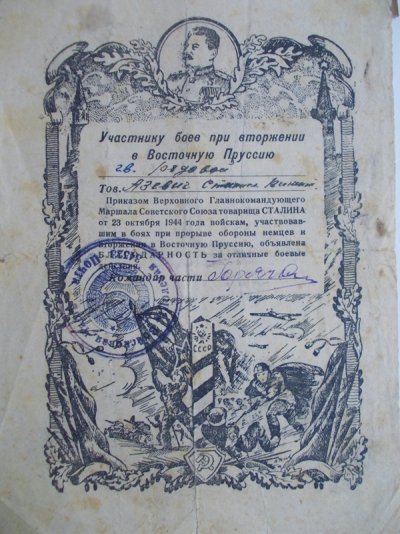 Участнику боев при вторжении
в Восточную Пруссию
гв. рядовой
Тов. Азевич
Приказом Верховного Главнокомандующего
Маршала Советского Союза товарища СТАЛИНА
от 23 октября 1944 года войскам, участвовав-
шим в боях при прорыве обороны немцев и
вторжении в Восточную Пруссию, объявлена
БЛАГОДАРНОСТЬ за отличные боевые
действия.
Командир части
СССР